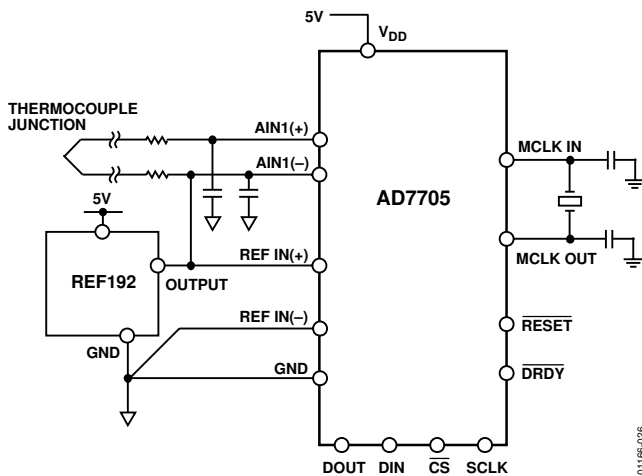 5V
V_DD
THERMOCOUPLE
JUNCTION
AIN1(+)
AIN1(–)
MCLK IN
AD7705
5V
REF192
OUTPUT
REF IN(+)
MCLK OUT
REF IN(–)
RESET
GND
GND
DRDY
DOUT
DIN
CS
SCLK
01166-026